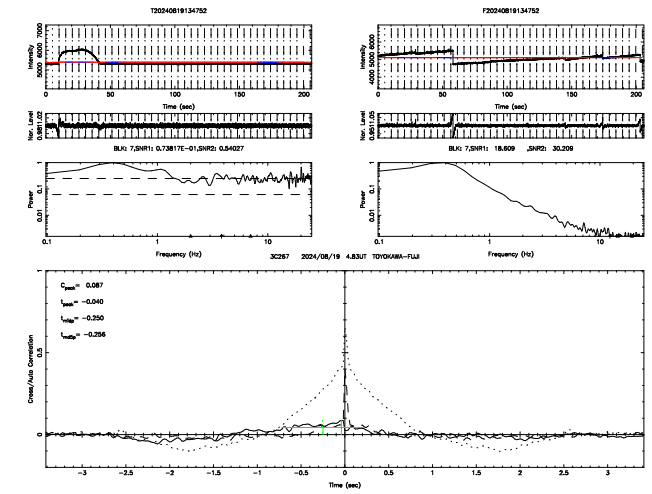 T20240819134752 F20240819134752
Intensity 5000 6000 7000 0 50 100 150 200 Time (sec)
Intensity 4000 5000 6000 0 50 100 150 200 Time (sec)
Nor. Level
Nor. Level
BLK: 7,SNR1: 0.73817E-01,SNR2: 0.54027 BLK: 7,SNR1: 18.609 ,SNR2: 30.209
Power 1 0.1 0.01 0.1 1 10 Frequency (Hz)
Power 1 0.1 0.01 0.1 1 10 Frequency (Hz)
3C267 2024/08/19 4.83UT TOYOKAWA-FUJI
C peak = 0.087
t peak = -0.040
t midp = -0.250
t mdSp = -0.256
Cross/Auto Correlation
1
0.5
0
-3 -2.5 -2 -1.5 -1 -0.5 0 0.5 1 1.5 2 2.5 3
Time (sec)